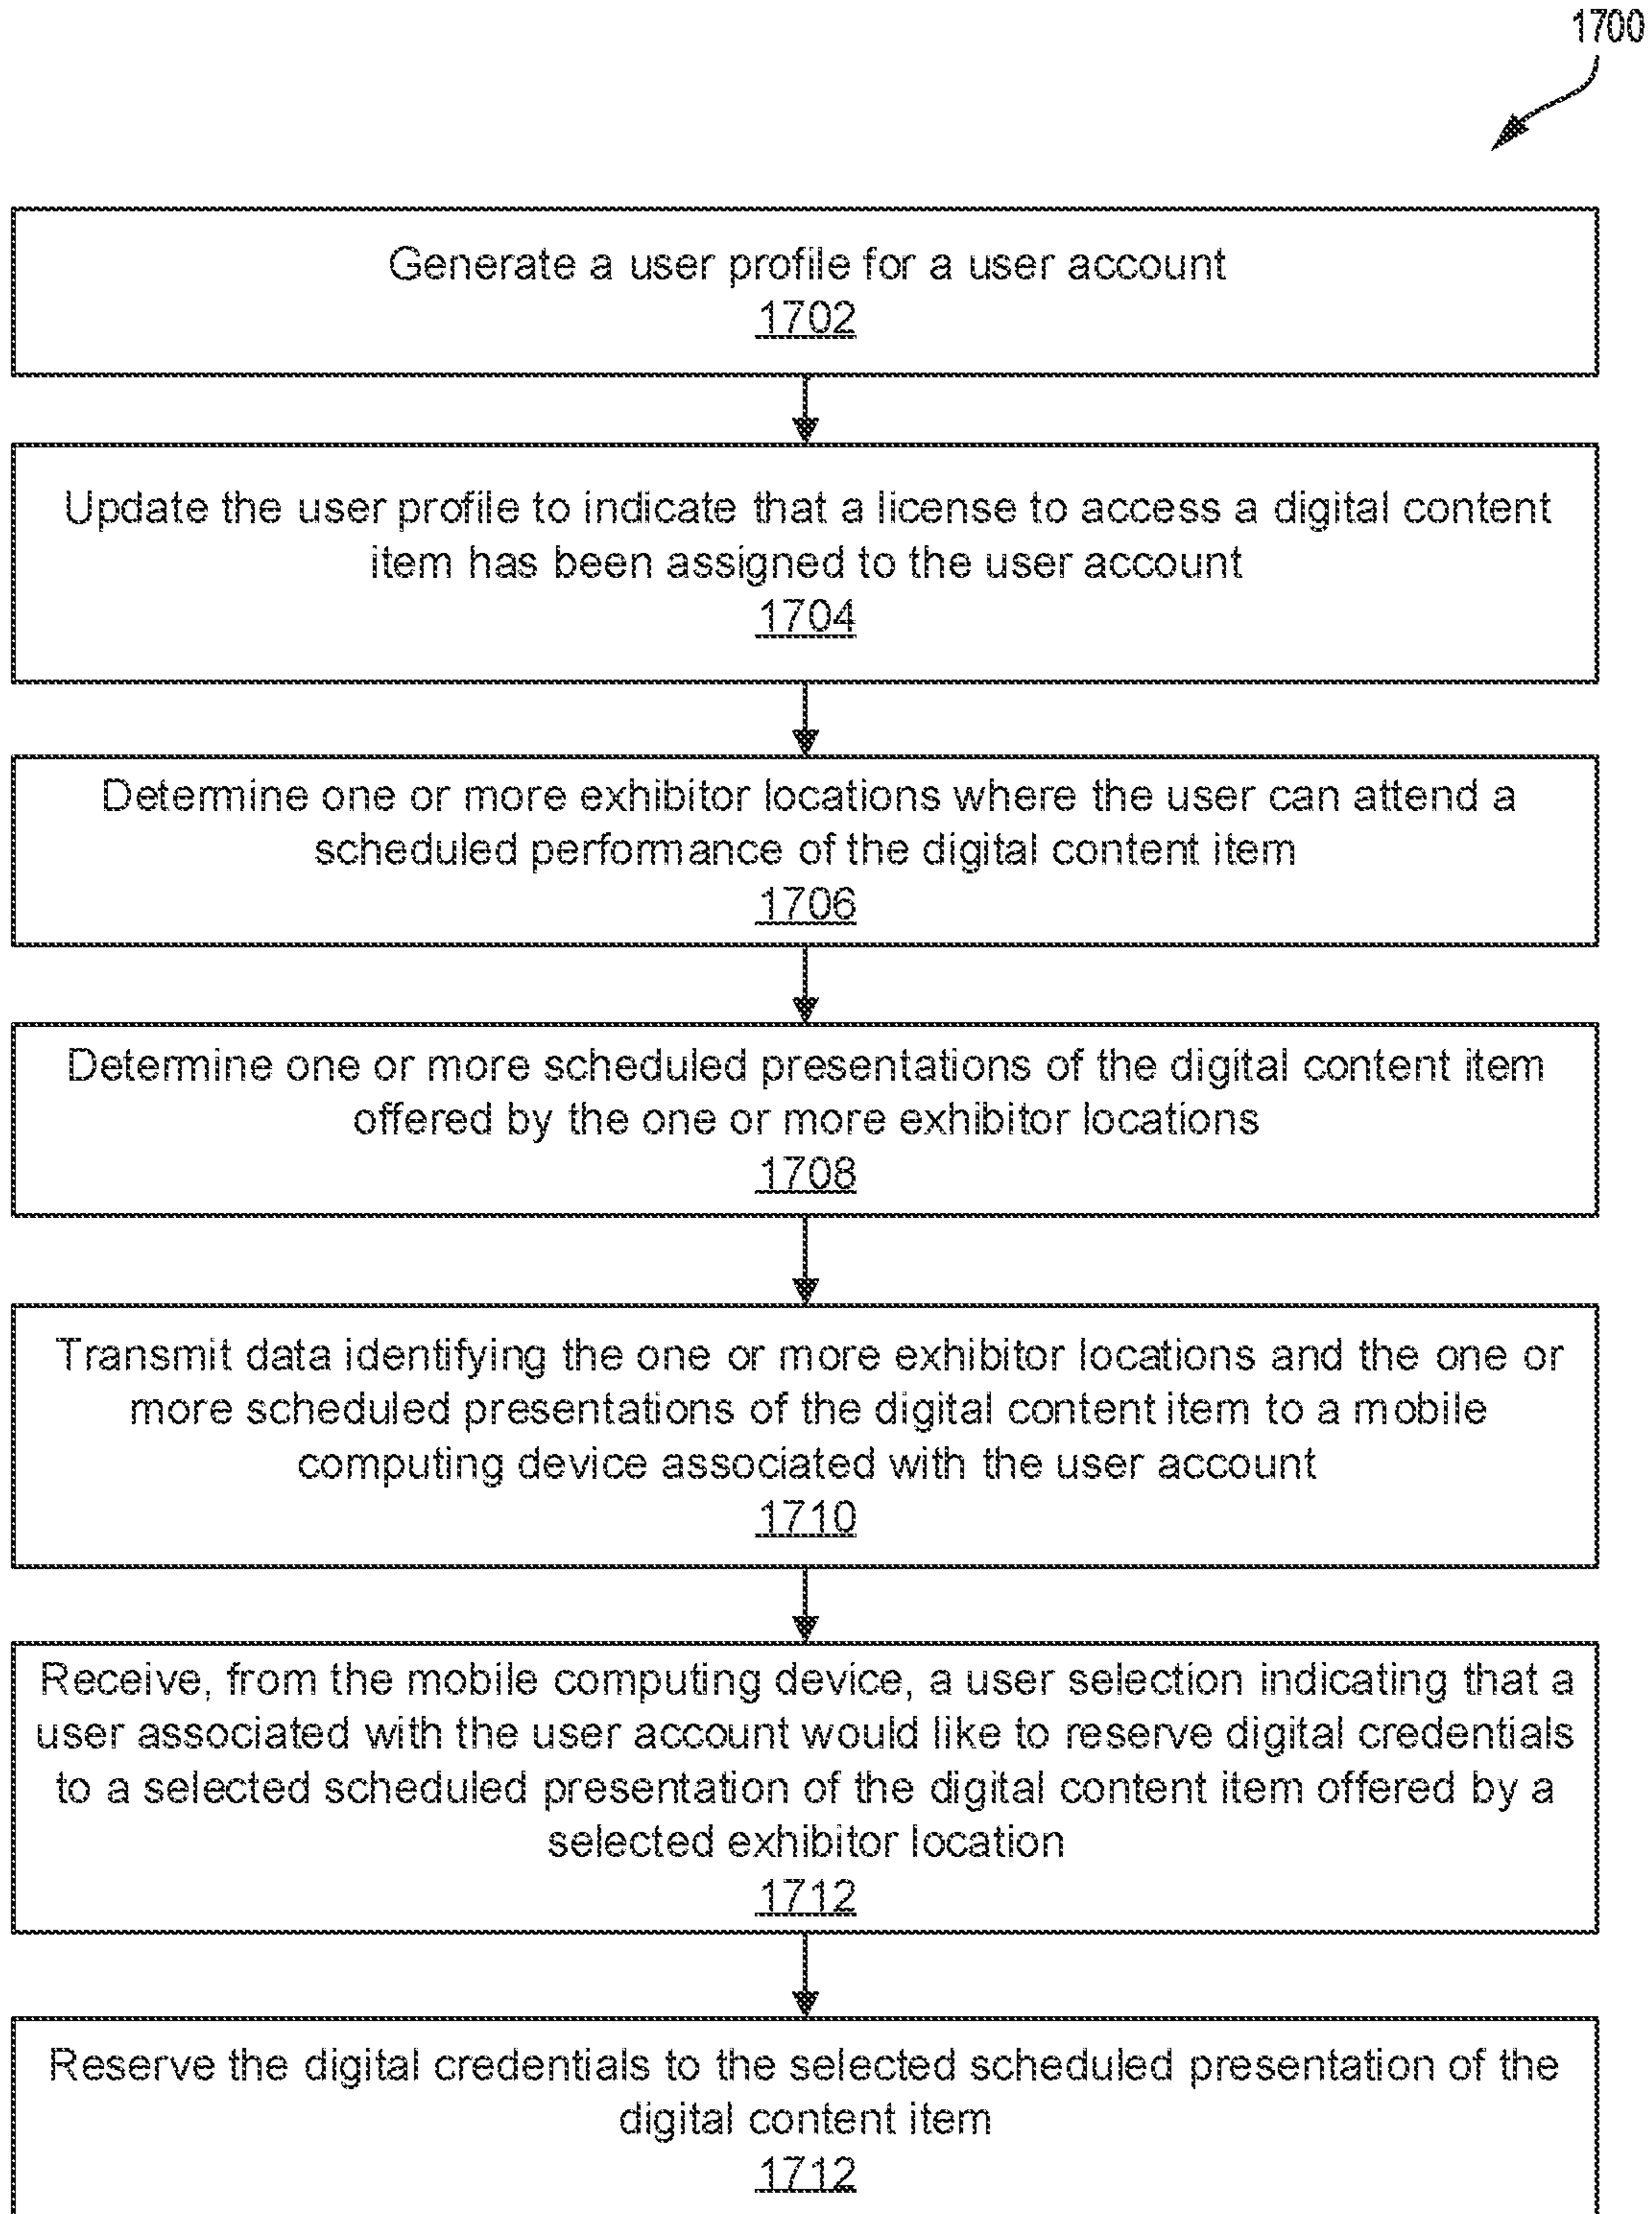 1700
Generate a user profile for a user account
1702
Update the user profile to indicate that a license to access a digital content
item has been assigned to the user account
1704
Determine one or more exhibitor locations where the user can attend a
scheduled performance of the digital content item
1706
Determine one or more scheduled presentations of the digital content item
offered by the one or more exhibitor locations
1708
Transmit data identifying the one or more exhibitor locations and the one or
more scheduled presentations of the digital content item to a mobile
computing device associated with the user account
1710
Receive, from the mobile computing device, a user selection indicating that a
user associated with the user account would like to reserve digital credentials
to a selected scheduled presentation of the digital content item offered by a
selected exhibitor location
1712
Reserve the digital credentials to the selected scheduled presentation of the
digital content item
1712